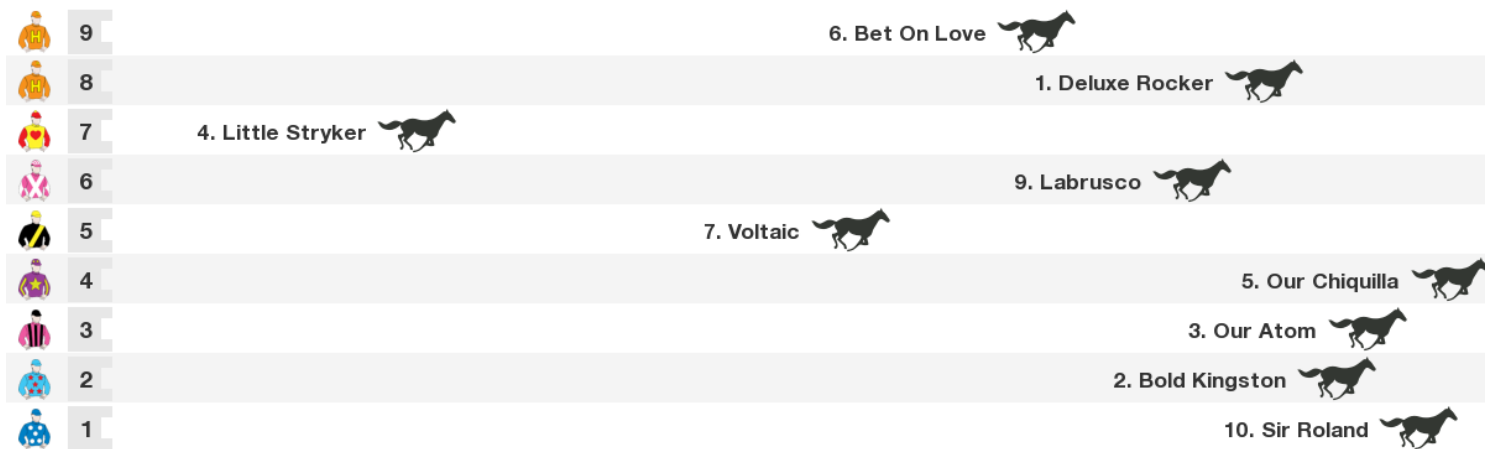 H 9 6. Bet On Love
H 8 1. Deluxe Rocker
7 4. Little Stryker
6 9. Labrusco
5 7. Voltaic
4 5. Our Chiquilla
3 3. Our Atom
2 2. Bold Kingston
1 10. Sir Roland